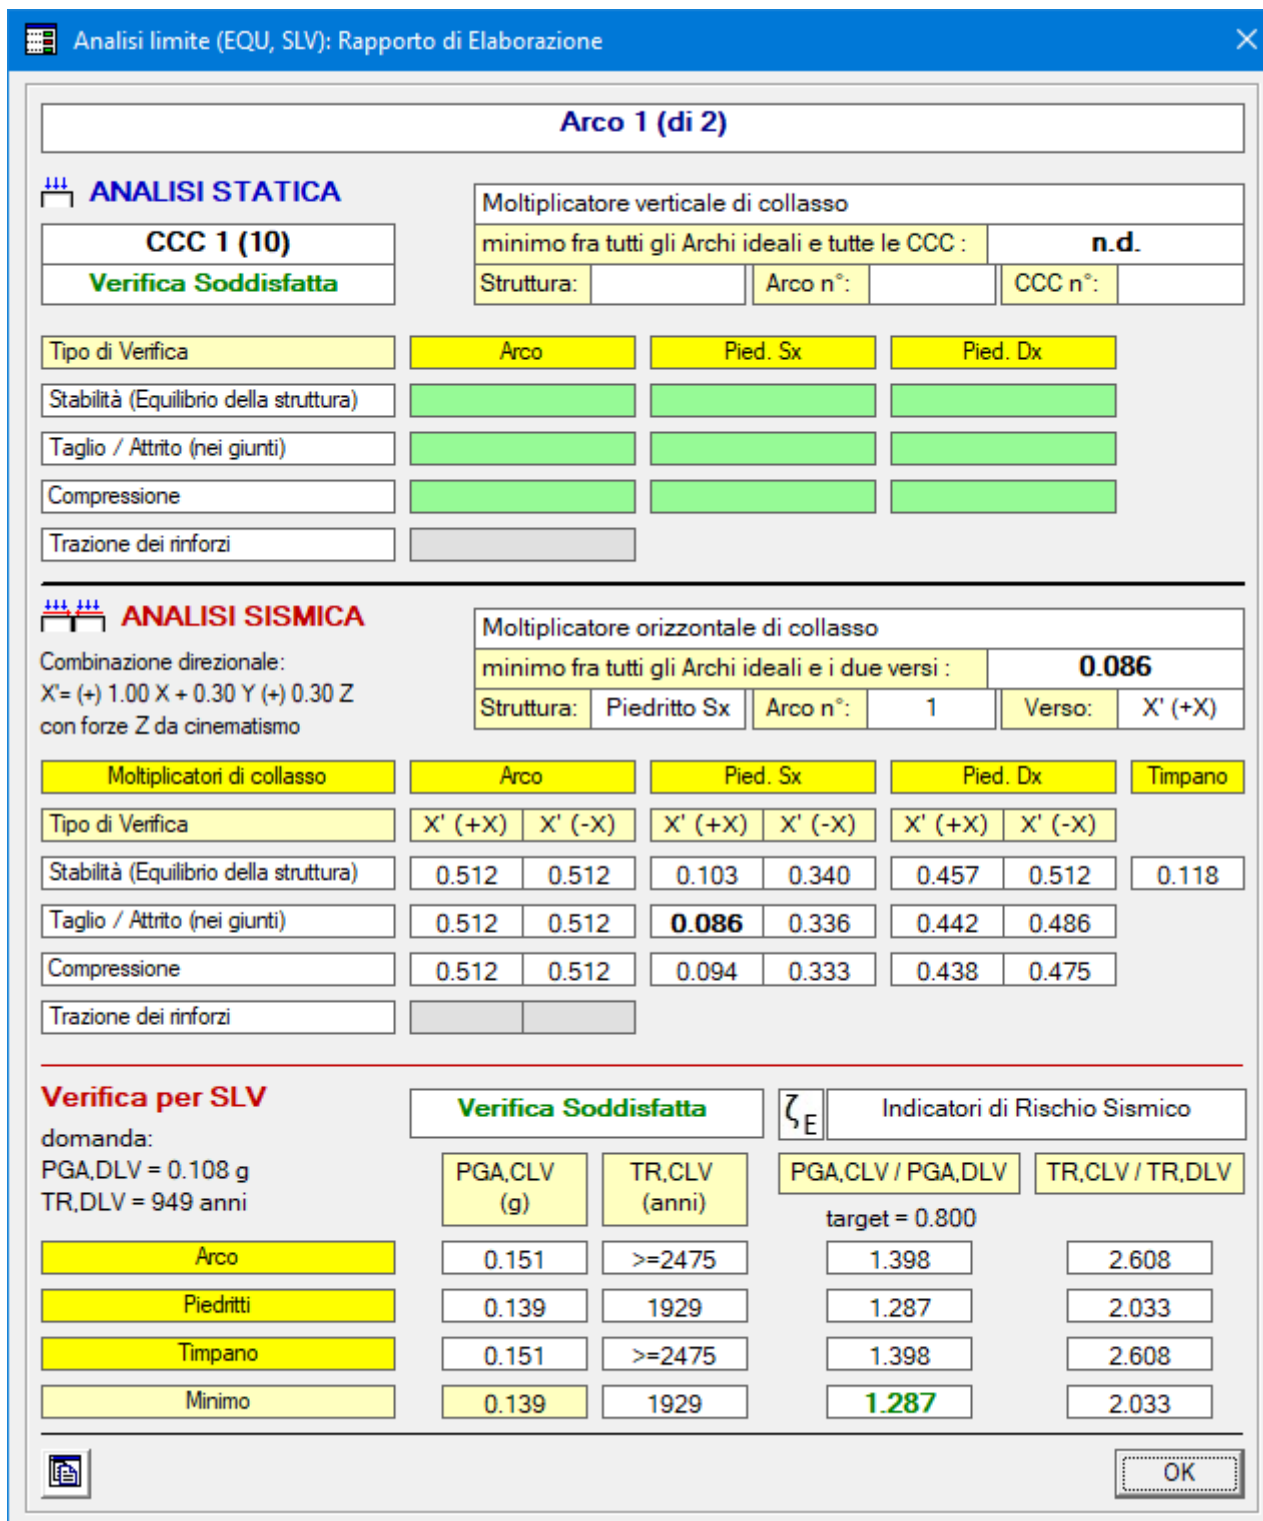 Analisi limite (EQU, SLV): Rapporto di Elaborazione
Arco 1 (di 2)
ANALISI STATICA
CCC 1 (10)
Verifica Soddisfatta
Moltiplicatore verticale di collasso
minimo fra tutti gli Archi ideali e tutte le CCC : n.d.
Struttura: Arco n°: CCC n°:
Tipo di Verifica Arco Pied. Sx Pied. Dx
Stabilità (Equilibrio della struttura)
Taglio / Attrito (nei giunti)
Compressione
Trazione dei rinforzi
ANALISI SISMICA
Combinazione direzionale:
X'= (+) 1.00 X + 0.30 Y (+) 0.30 Z
con forze Z da cinematismo
Moltiplicatore orizzontale di collasso
minimo fra tutti gli Archi ideali e i due versi : 0.086
Struttura: Piedritto Sx Arco n°: 1 Verso: X' (+X)
Moltiplicatori di collasso Arco Pied. Sx Pied. Dx Timpano
Tipo di Verifica X' (+X) X' (-X) X' (+X) X' (-X) X' (+X) X' (-X)
Stabilità (Equilibrio della struttura) 0.512 0.512 0.103 0.340 0.457 0.512 0.118
Taglio / Attrito (nei giunti) 0.512 0.512 0.086 0.336 0.442 0.486
Compressione 0.512 0.512 0.094 0.333 0.438 0.475
Trazione dei rinforzi
Verifica per SLV
domanda:
PGA,DLV = 0.108 g
TR,DLV = 949 anni
Verifica Soddisfatta
ζE Indicatori di Rischio Sismico
PGA,CLV (g) TR,CLV (anni) PGA,CLV / PGA,DLV TR,CLV / TR,DLV
target = 0.800
Arco 0.151 >=2475 1.398 2.608
Piedritti 0.139 1929 1.287 2.033
Timpano 0.151 >=2475 1.398 2.608
Minimo 0.139 1929 1.287 2.033
OK